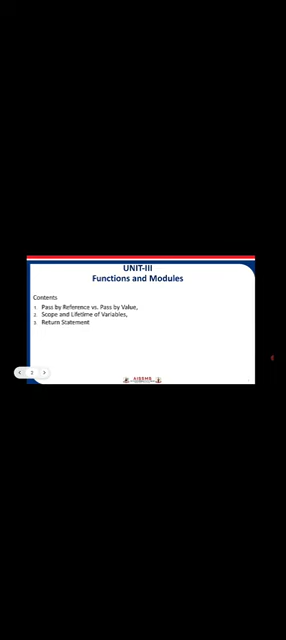 UNIT-III
Functions and Modules
Contents
1 Pass by Reference vs. Pass by Value,
2 Scope and Lifetime of Variables,
3 Return Statement
< 2 >
AISSMS